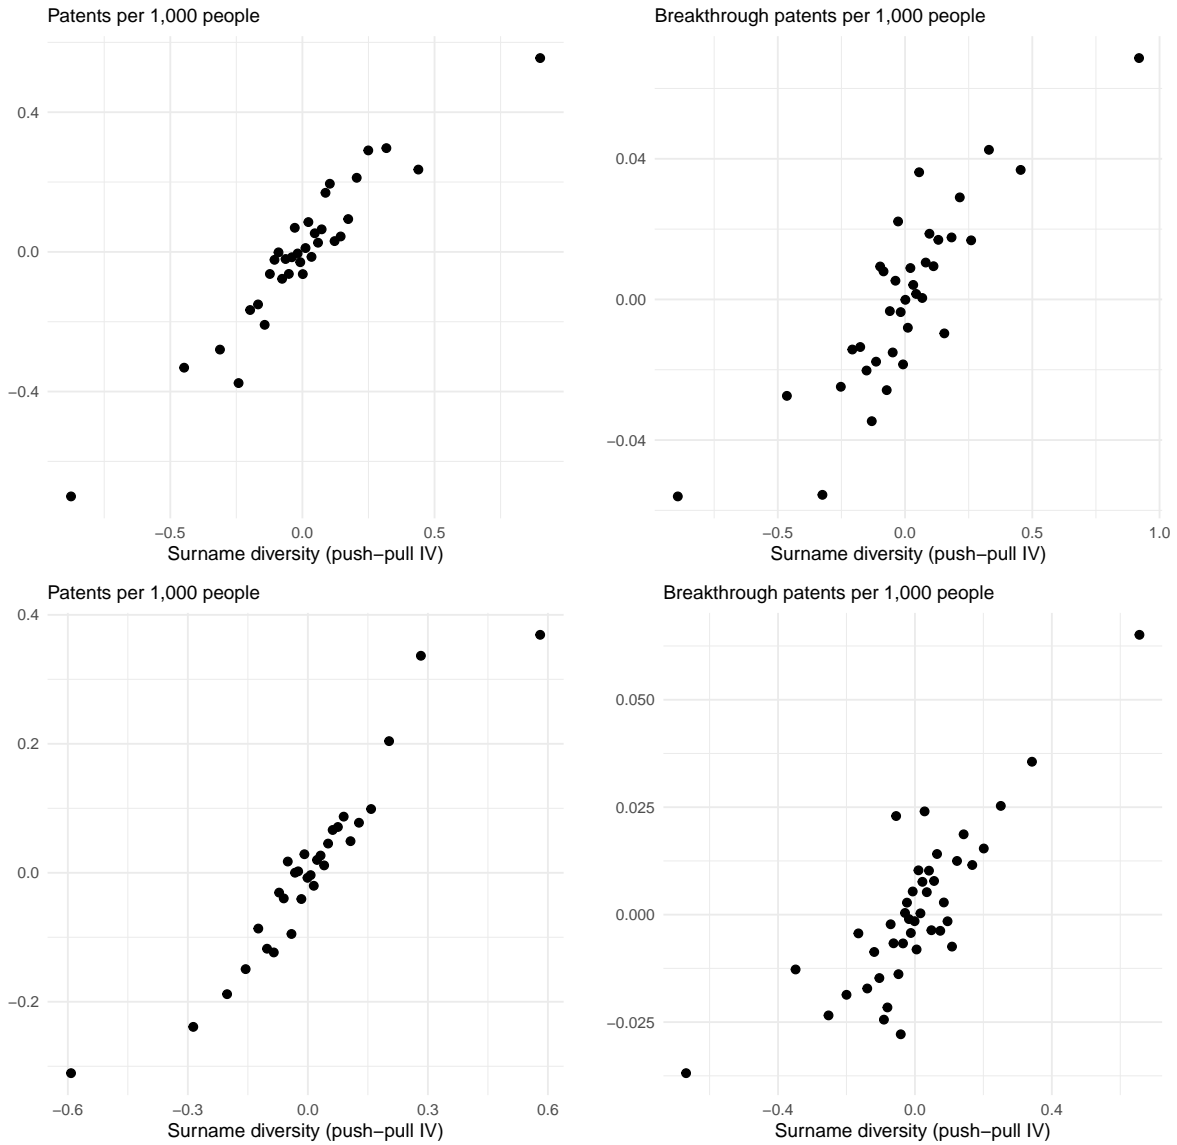 Patents per 1,000 people
0.4
0.0
−0.4
−0.5 0.0 0.5
Surname diversity (push−pull IV)
Breakthrough patents per 1,000 people
0.04
0.00
−0.04
−0.5 0.0 0.5 1.0
Surname diversity (push−pull IV)
Patents per 1,000 people
0.4
0.2
0.0
−0.2
−0.6 −0.3 0.0 0.3 0.6
Surname diversity (push−pull IV)
Breakthrough patents per 1,000 people
0.050
0.025
0.000
−0.025
−0.4 0.0 0.4
Surname diversity (push−pull IV)